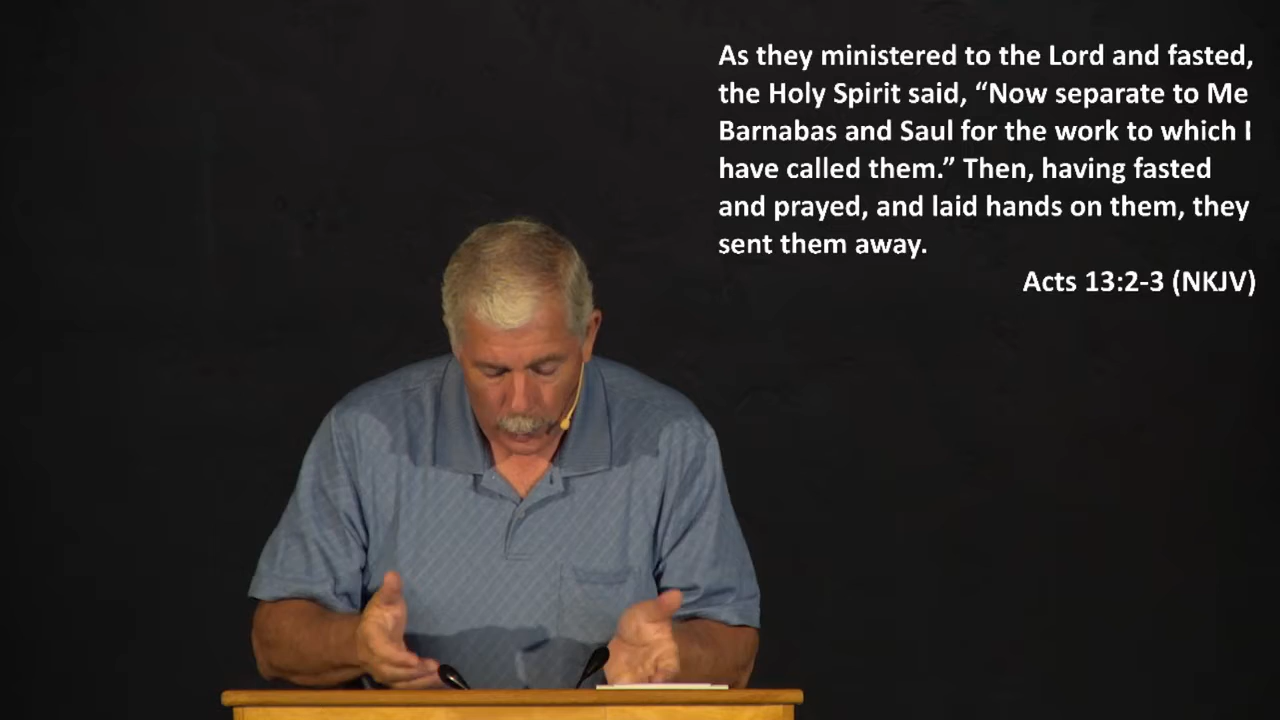 As they ministered to the Lord and fasted,
the Holy Spirit said, “Now separate to Me
Barnabas and Saul for the work to which I
have called them.” Then, having fasted
and prayed, and laid hands on them, they
sent them away.
Acts 13:2-3 (NKJV)